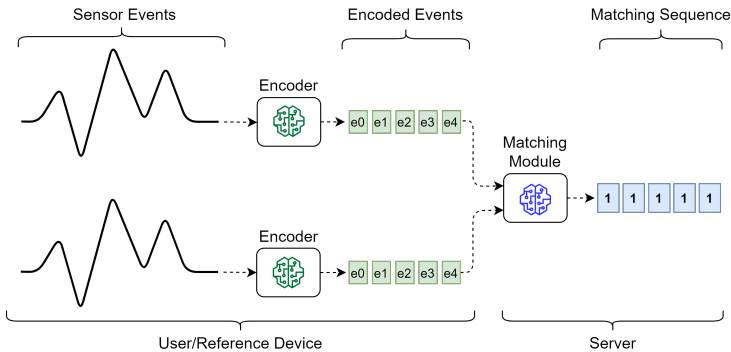 Sensor Events
Encoded Events
Matching Sequence
Encoder
e0 e1 e2 e3 e4
Matching
Module
1 1 1 1 1
Encoder
e0 e1 e2 e3 e4
User/Reference Device
Server